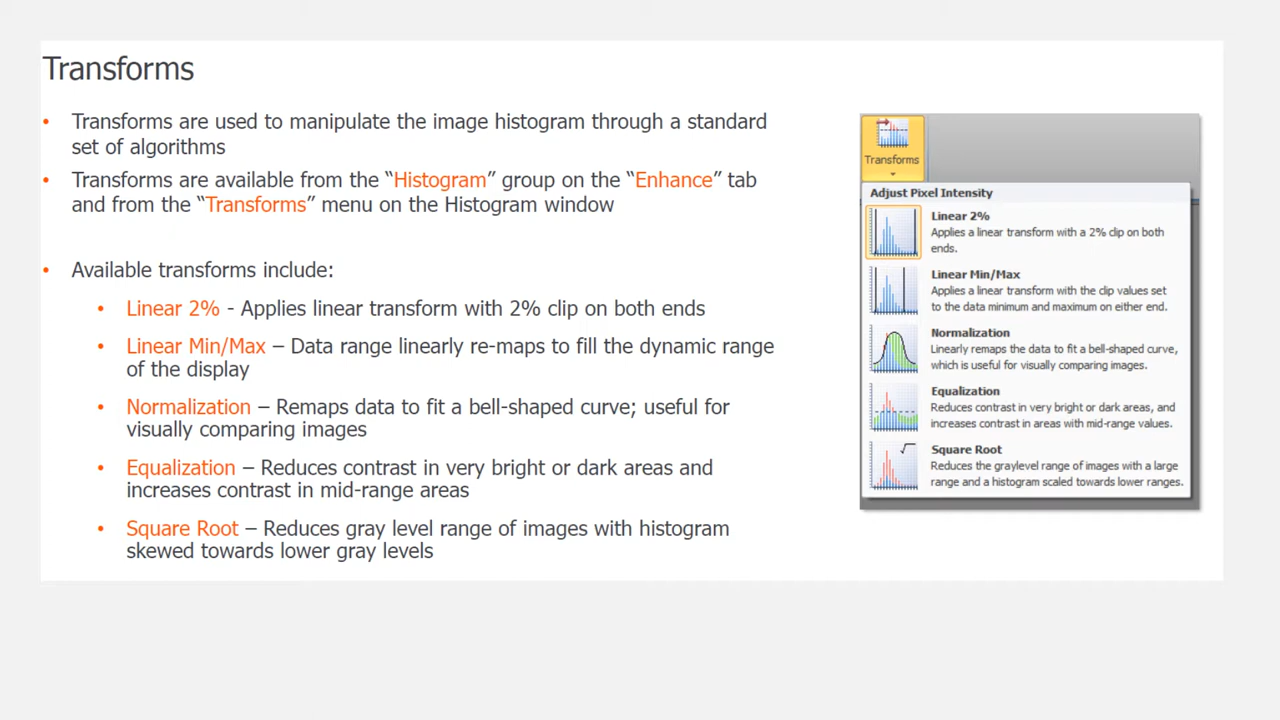 Transforms
• Transforms are used to manipulate the image histogram through a standard
set of algorithms
• Transforms are available from the “Histogram” group on the “Enhance” tab
and from the “Transforms” menu on the Histogram window
• Available transforms include:
• Linear 2% - Applies linear transform with 2% clip on both ends
• Linear Min/Max – Data range linearly re-maps to fill the dynamic range
of the display
• Normalization – Remaps data to fit a bell-shaped curve; useful for
visually comparing images
• Equalization – Reduces contrast in very bright or dark areas and
increases contrast in mid-range areas
• Square Root – Reduces gray level range of images with histogram
skewed towards lower gray levels
Transforms
Adjust Pixel Intensity
Linear 2%
Applies a linear transform with a 2% clip on both
ends.
Linear Min/Max
Applies a linear transform with the clip values set
to the data minimum and maximum on either end.
Normalization
Linearly remaps the data to fit a bell-shaped curve,
which is useful for visually comparing images.
Equalization
Reduces contrast in very bright or dark areas, and
increases contrast in areas with mid-range values.
Square Root
Reduces the graylevel range of images with a large
range and a histogram scaled towards lower ranges.